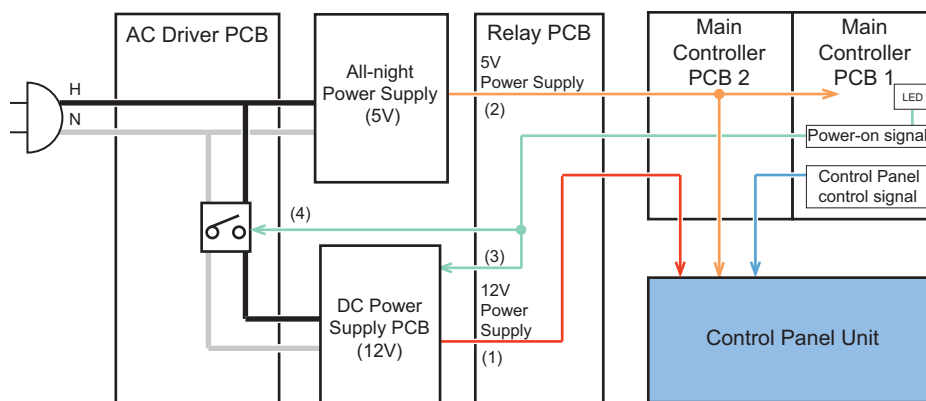 AC Driver PCB
All-night
Power Supply
(5V)
Relay PCB
5V
Power Supply
(2)
Main
Controller
PCB 2
Main
Controller
PCB 1
LED
H
N
Power-on signal
Control Panel
control signal
(4)
(3)
DC Power
Supply PCB
(12V)
12V
Power
Supply
(1)
Control Panel Unit